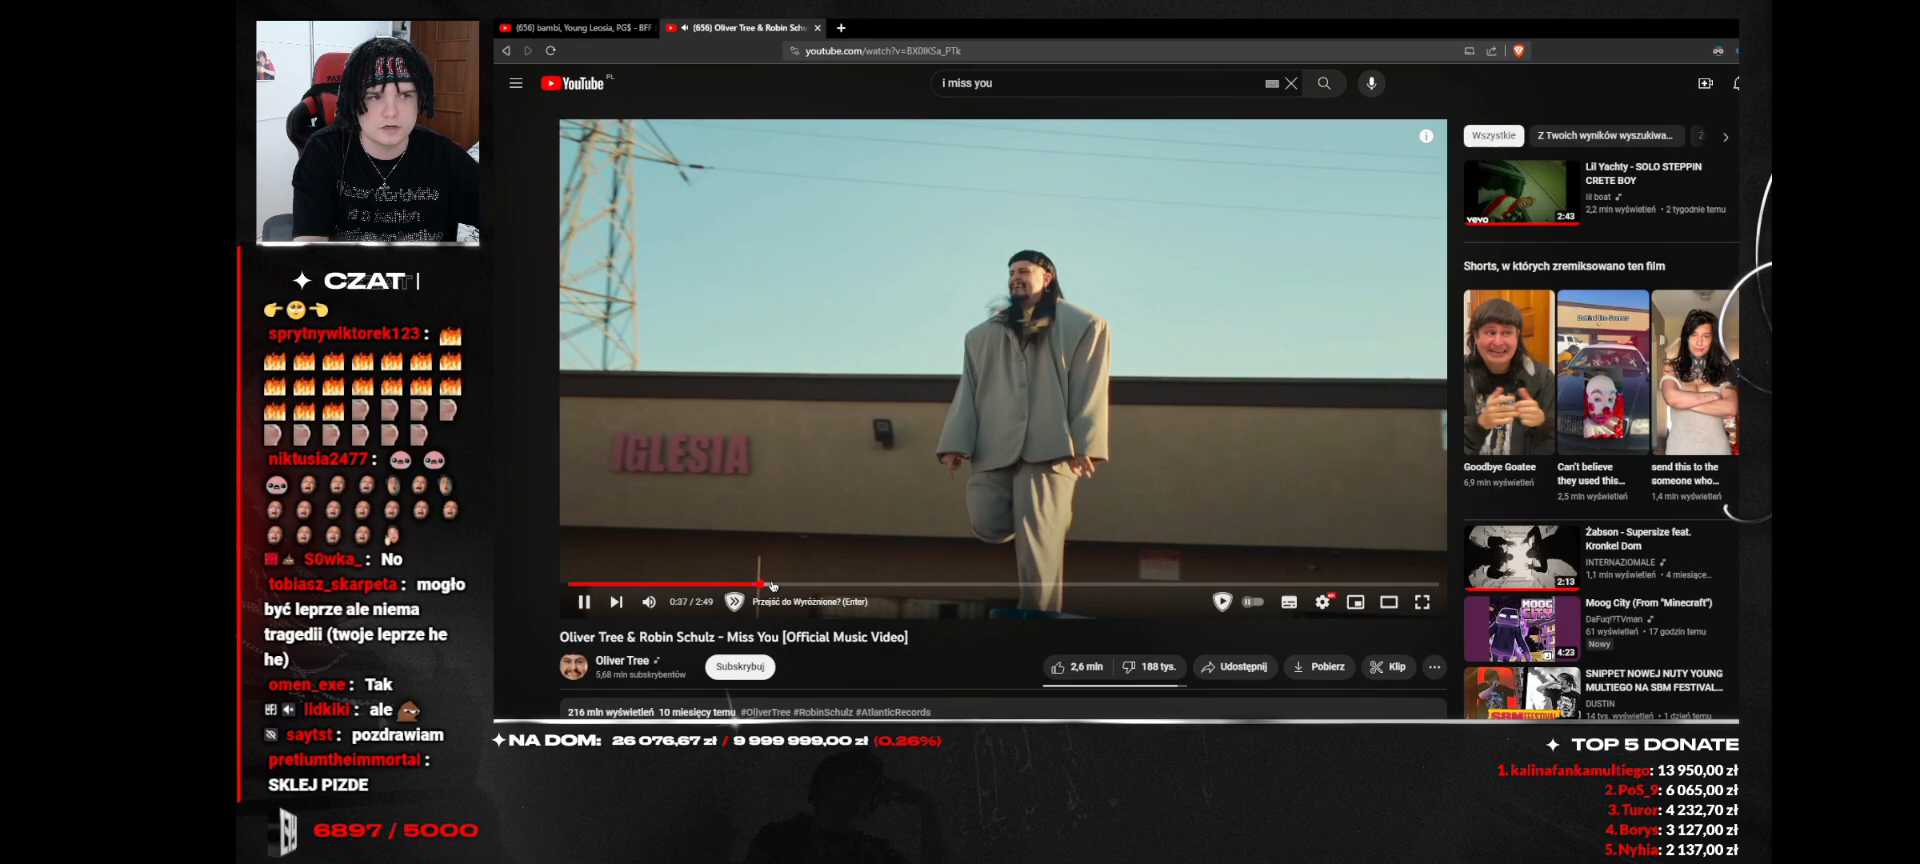 (656) bambi, Young Leosia, PG$ - BFF
(656) Oliver Tree & Robin Schu
youtube.com/watch?v=BX0lKSa_PTk
YouTube PL
i miss you
IGLESIA
0:37 / 2:49
Przejść do Wyróżnione? (Enter)
Oliver Tree & Robin Schulz - Miss You [Official Music Video]
Oliver Tree
5,68 mln subskrybentów
Subskrybuj
2,6 mln
188 tys.
Udostępnij
Pobierz
Klip
216 mln wyświetleń 10 miesięcy temu #OliverTree #RobinSchulz #AtlanticRecords
Wszystkie
Z Twoich wyników wyszukiwa...
vevo
2:43
Lil Yachty - SOLO STEPPIN
CRETE BOY
lil boat
2,2 mln wyświetleń • 2 tygodnie temu
Shorts, w których zremiksowano ten film
Behind the Scenes
Goodbye Goatee
6,9 mln wyświetleń
Can't believe
they used this...
2,5 mln wyświetleń
send this to the
someone who...
1,4 mln wyświetleń
2:13
Żabson - Supersize feat.
Kronkel Dom
INTERNAZIOMALE
1,1 mln wyświetleń • 4 miesiące...
MOOG
CITY
4:23
Moog City (From "Minecraft")
DaFuq!?TVman
61 wyświetleń • 17 godzin temu
Nowy
SNIPPET NOWEJ NUTY YOUNG
MULTIEGO NA SBM FESTIVAL...
DUSTIN
14 tys. wyświetleń • 1 dzień temu
CZAT
sprytnywiktorek123 :
niktusia2477 :
S0wka_ : No
tobiasz_skarpeta : mogło
być leprze ale niema
tragedii (twoje leprze he
he)
omen_exe : Tak
lldkiki : ale
saytst : pozdrawiam
pretiumtheimmortal :
SKLEJ PIZDE
6897 / 5000
NA DOM: 26 076,67 zł / 9 999 999,00 zł (0.26%)
TOP 5 DONATE
1. kalinafankamultiego: 13 950,00 zł
2. PoS_9: 6 065,00 zł
3. Turor: 4 232,70 zł
4. Borys: 3 127,00 zł
5. Nyhia: 2 137,00 zł